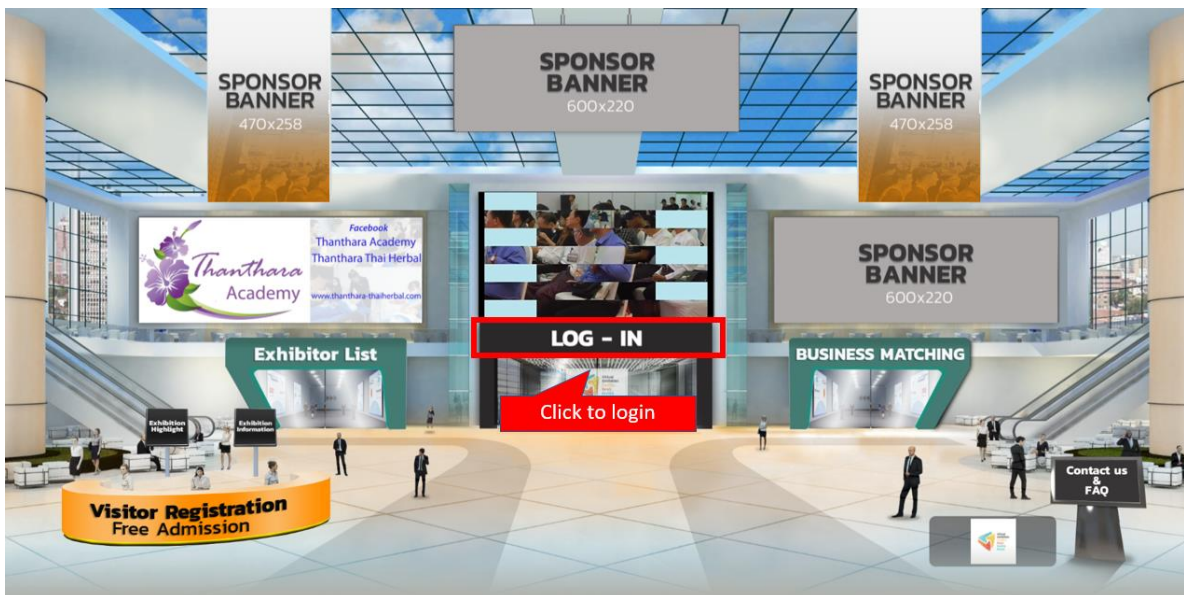 SPONSOR
BANNER
470x258
SPONSOR
BANNER
600x220
SPONSOR
BANNER
470x258
Thanthara
Academy
Facebook
Thanthara Academy
Thanthara Thai Herbal
www.thanthara-thaiherbal.com
SPONSOR
BANNER
600x220
LOG - IN
Exhibitor List
BUSINESS MATCHING
Click to login
Exhibition
Highlight
Exhibition
Information
Visitor Registration
Free Admission
Contact us
&
FAQ